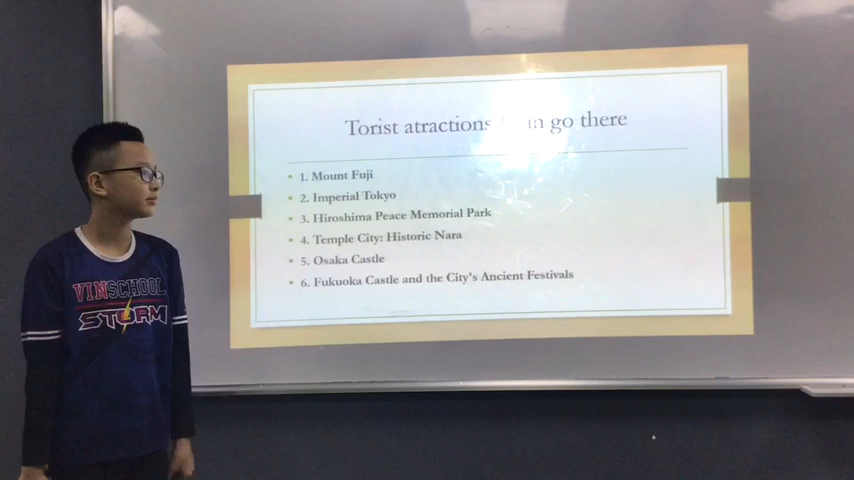 Torist atractions in go there
1. Mount Fuji
2. Imperial Tokyo
3. Hiroshima Peace Memorial Park
4. Temple City: Historic Nara
5. Osaka Castle
6. Fukuoka Castle and the City's Ancient Festivals
VINSCHOOL
STORM